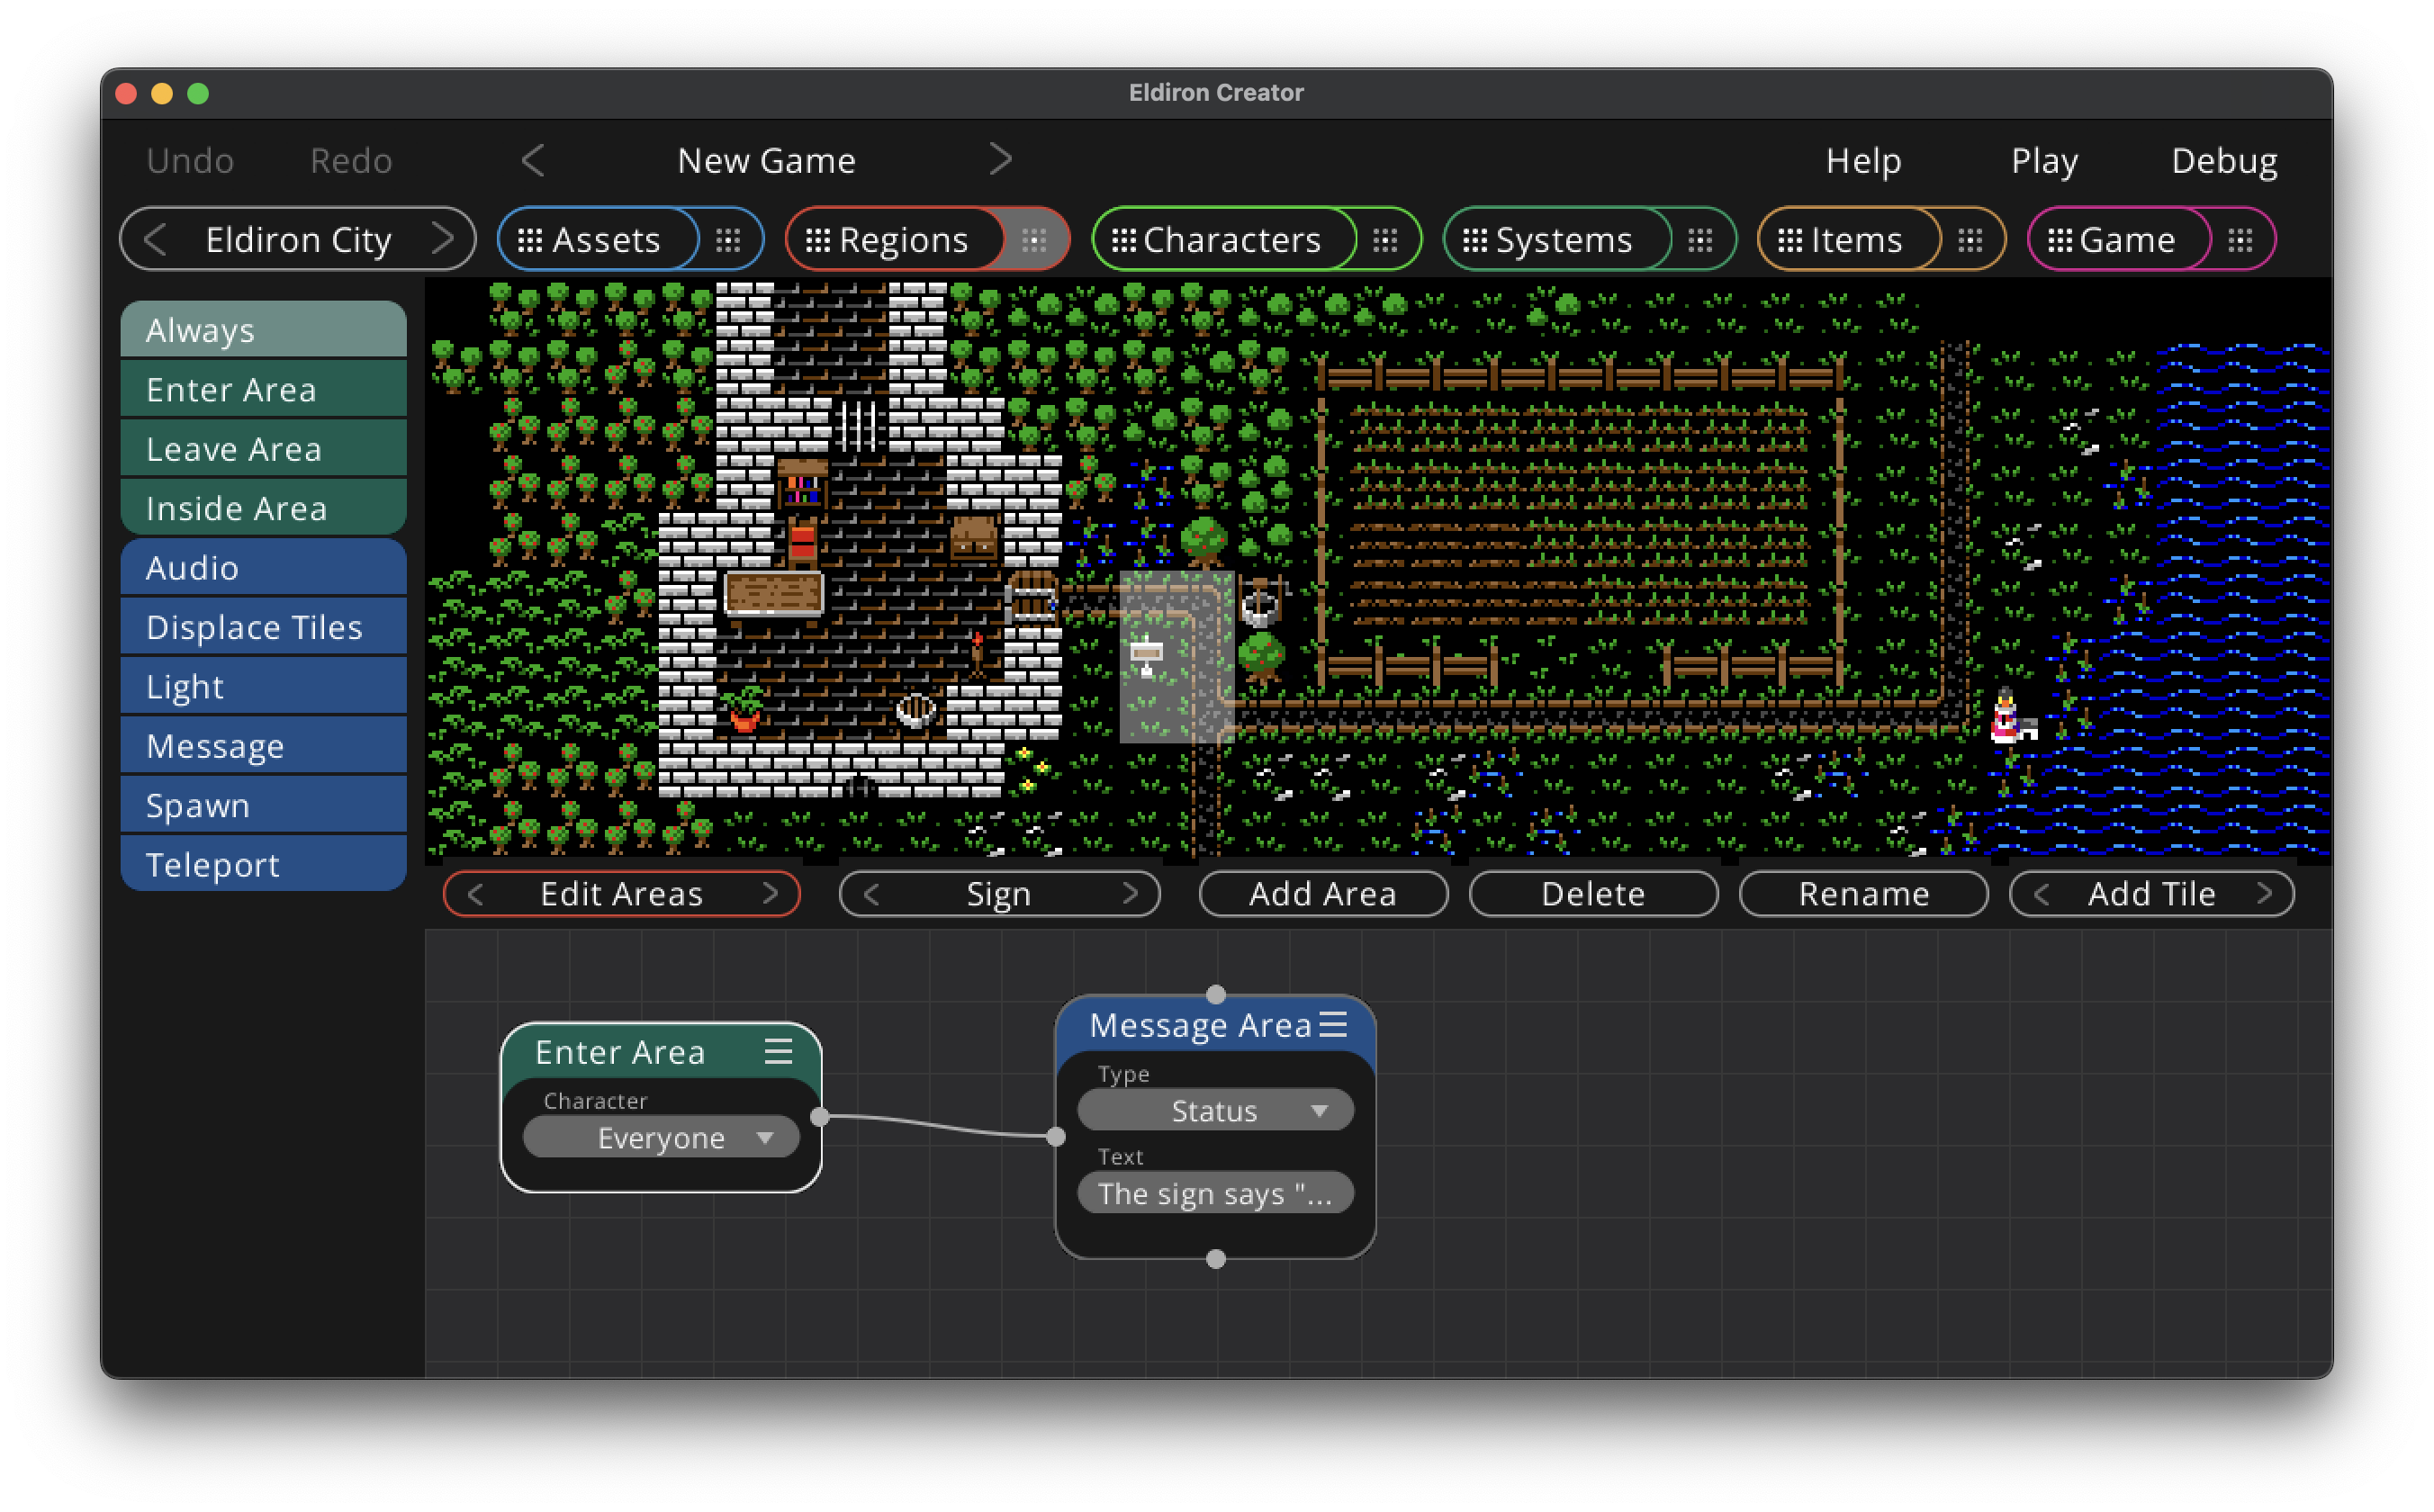 Eldiron Creator
Undo Redo New Game Help Play Debug
Eldiron City Assets Regions Characters Systems Items Game
Always
Enter Area
Leave Area
Inside Area
Audio
Displace Tiles
Light
Message
Spawn
Teleport
Edit Areas Sign Add Area Delete Rename Add Tile
Enter Area
Character
Everyone
Message Area
Type
Status
Text
The sign says "...